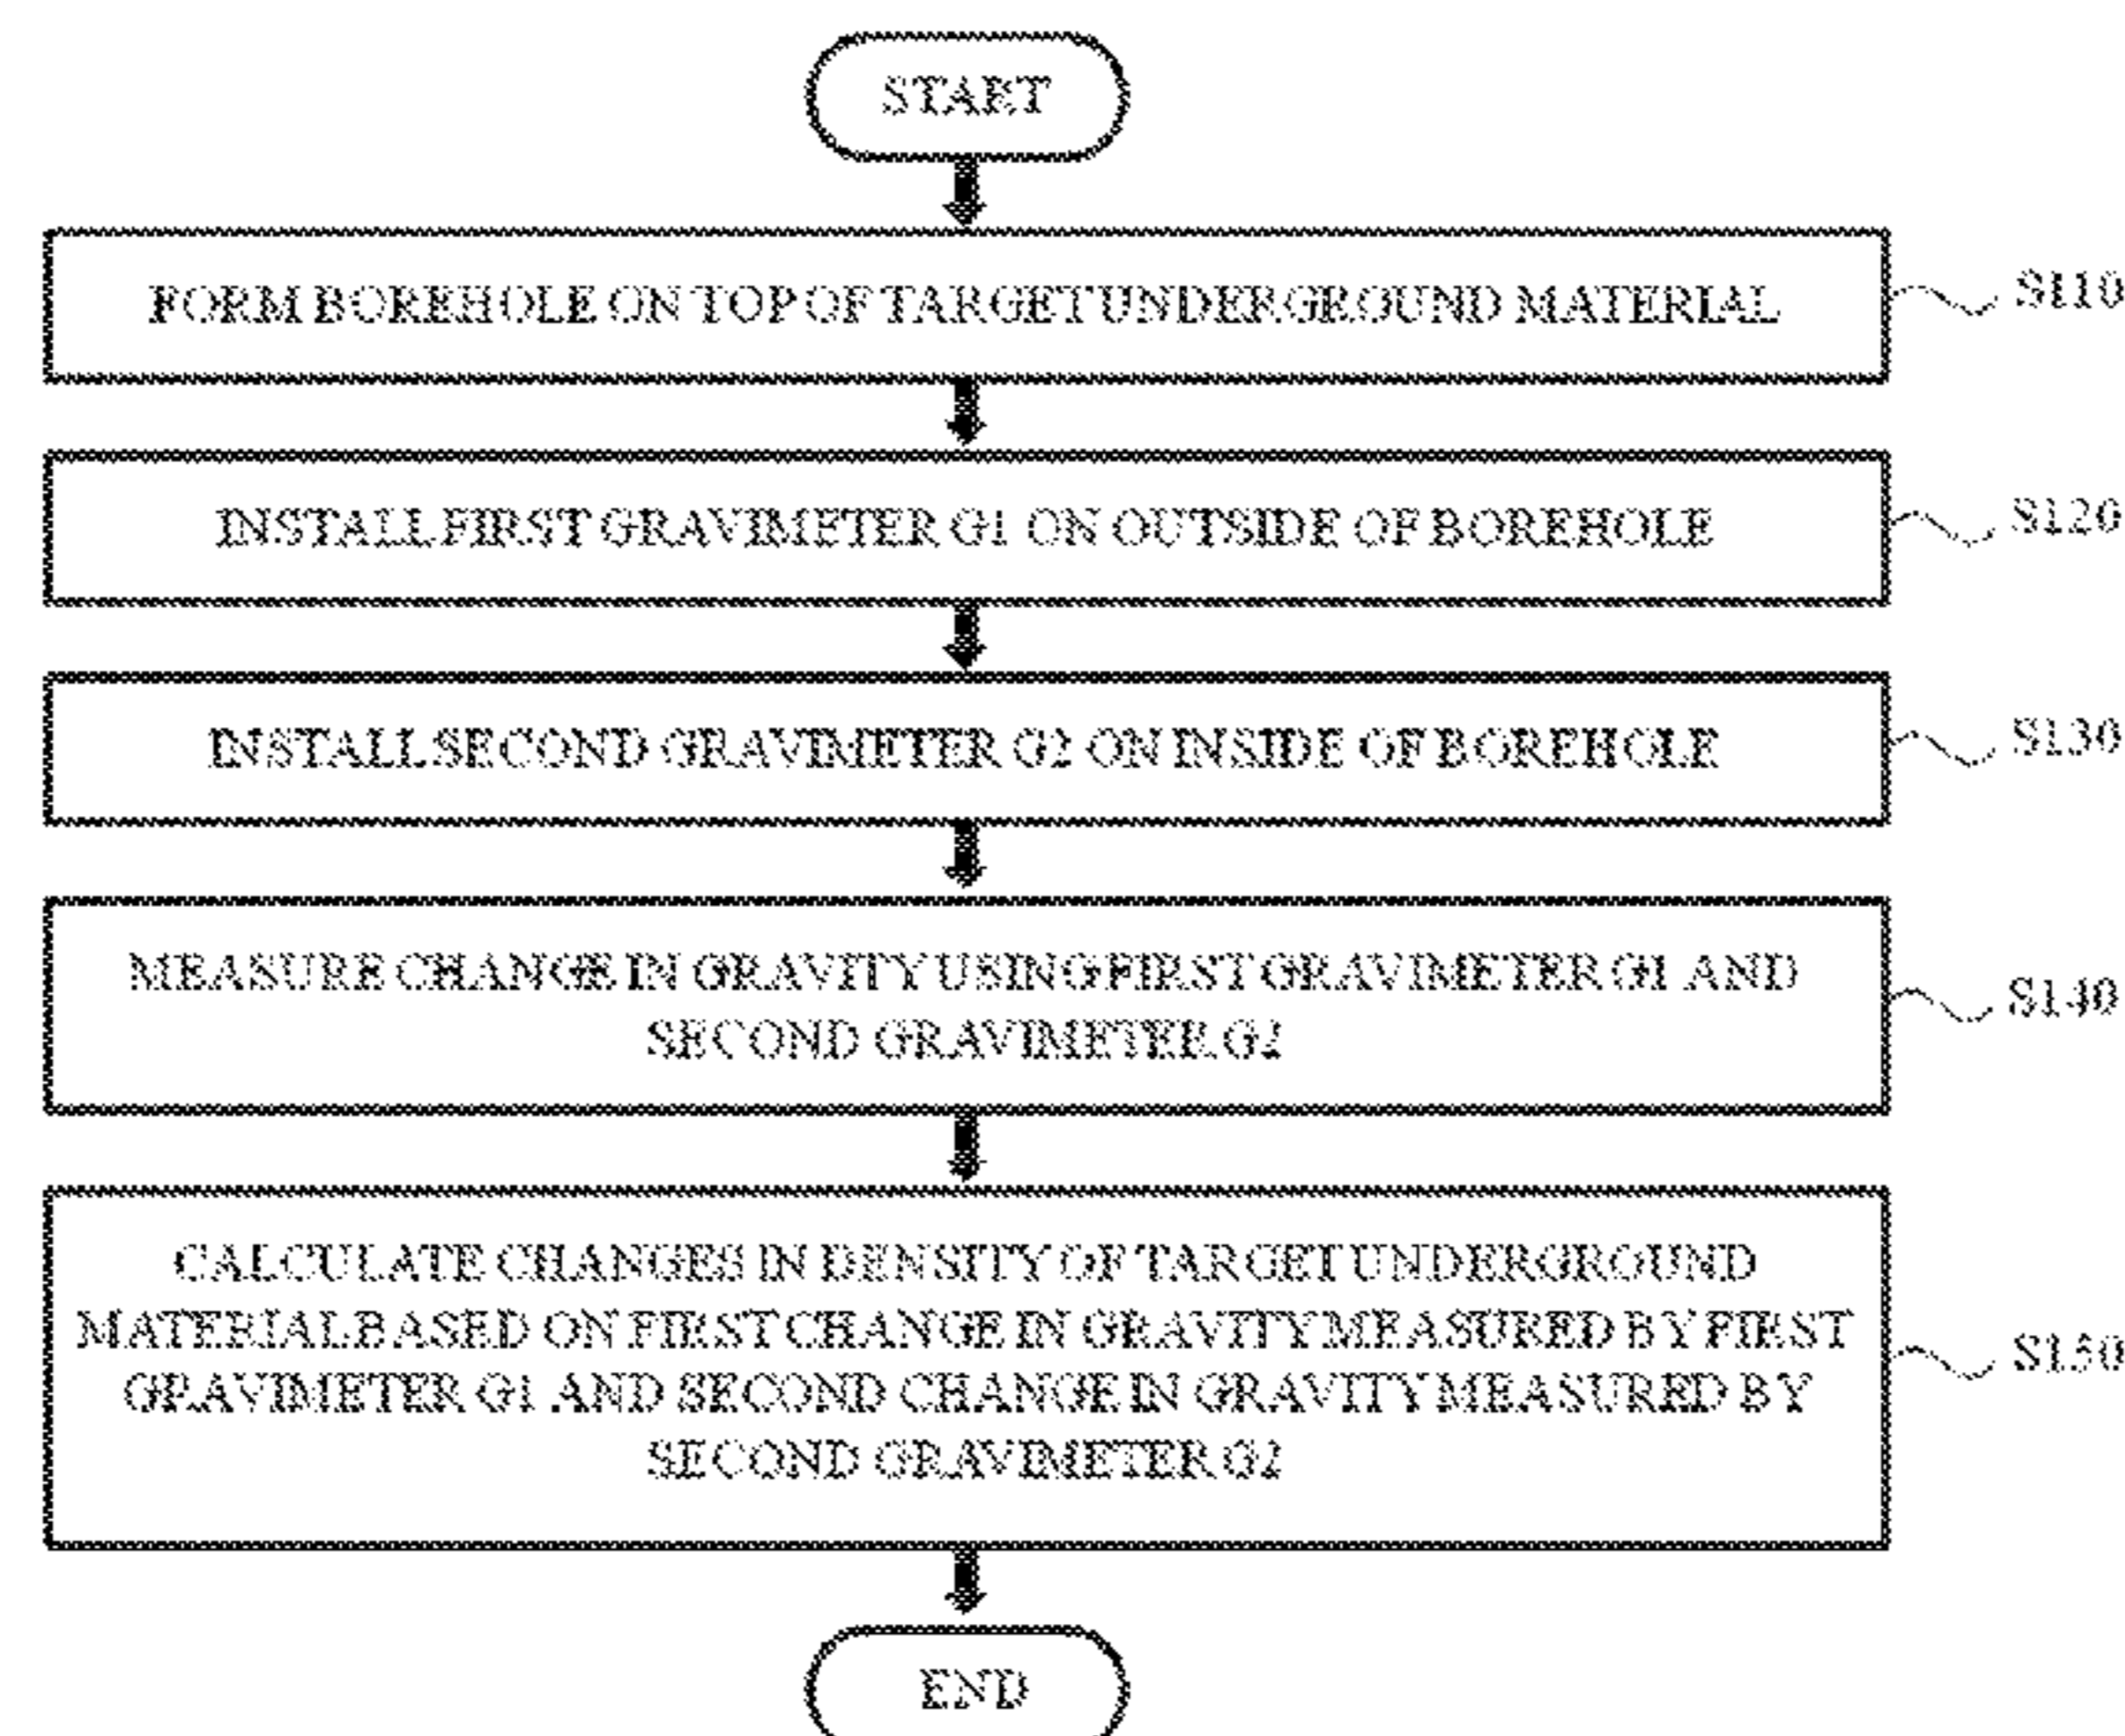 START
FORM BOREHOLE ON TOP OF TARGET UNDERGROUND MATERIAL
S110
INSTALL FIRST GRAVIMETER G1 ON OUTSIDE OF BOREHOLE
S120
INSTALL SECOND GRAVIMETER G2 ON INSIDE OF BOREHOLE
S130
MEASURE CHANGE IN GRAVITY USING FIRST GRAVIMETER G1 AND
SECOND GRAVIMETER G2
S140
CALCULATE CHANGES IN DENSITY OF TARGET UNDERGROUND
MATERIAL BASED ON FIRST CHANGE IN GRAVITY MEASURED BY FIRST
GRAVIMETER G1 AND SECOND CHANGE IN GRAVITY MEASURED BY
SECOND GRAVIMETER G2
S150
END